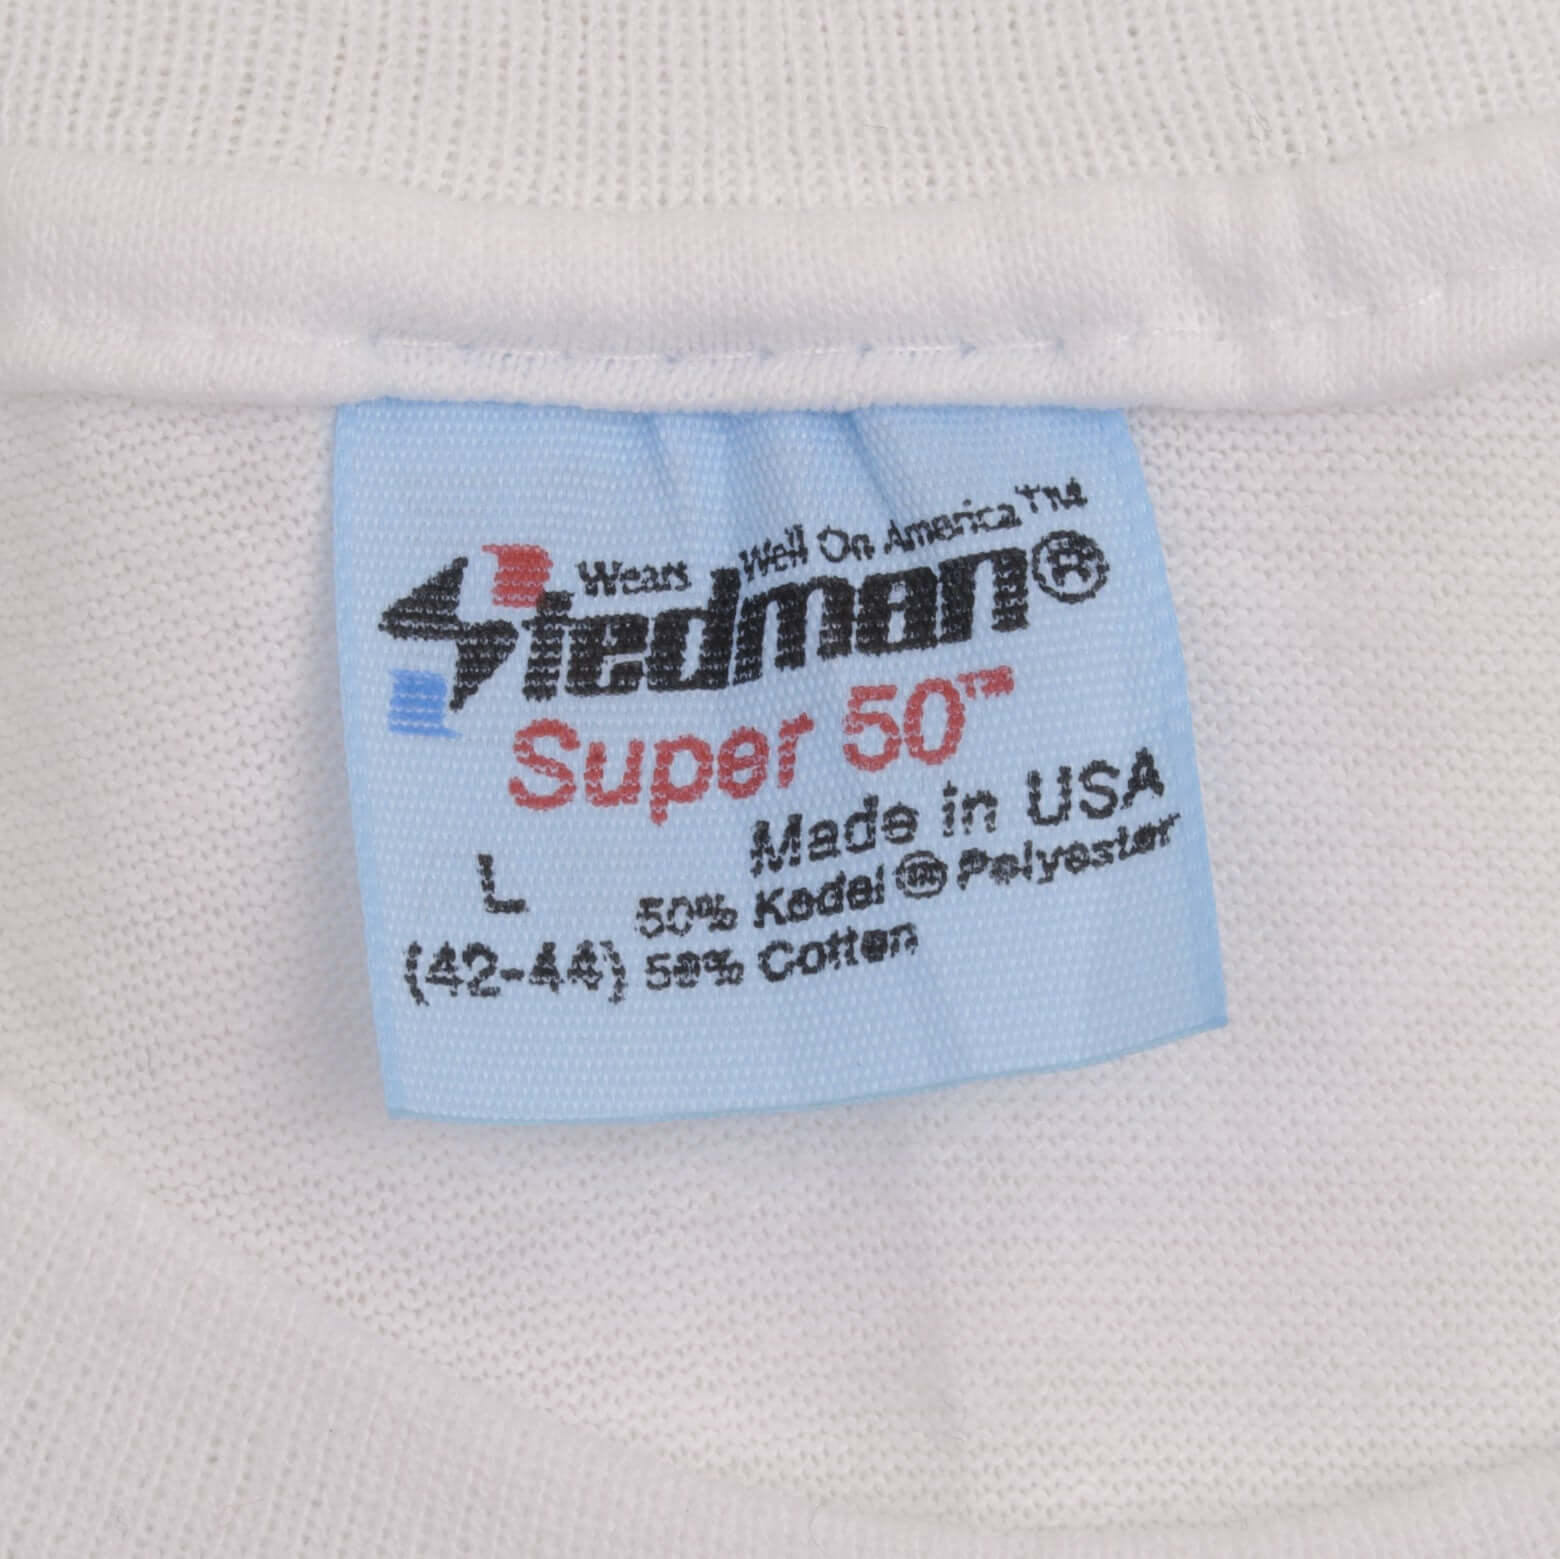 Wears Well On America™
Stedman®
Super 50™
Made in USA
L
50% Kodel® Polyester
(42-44) 50% Cotton